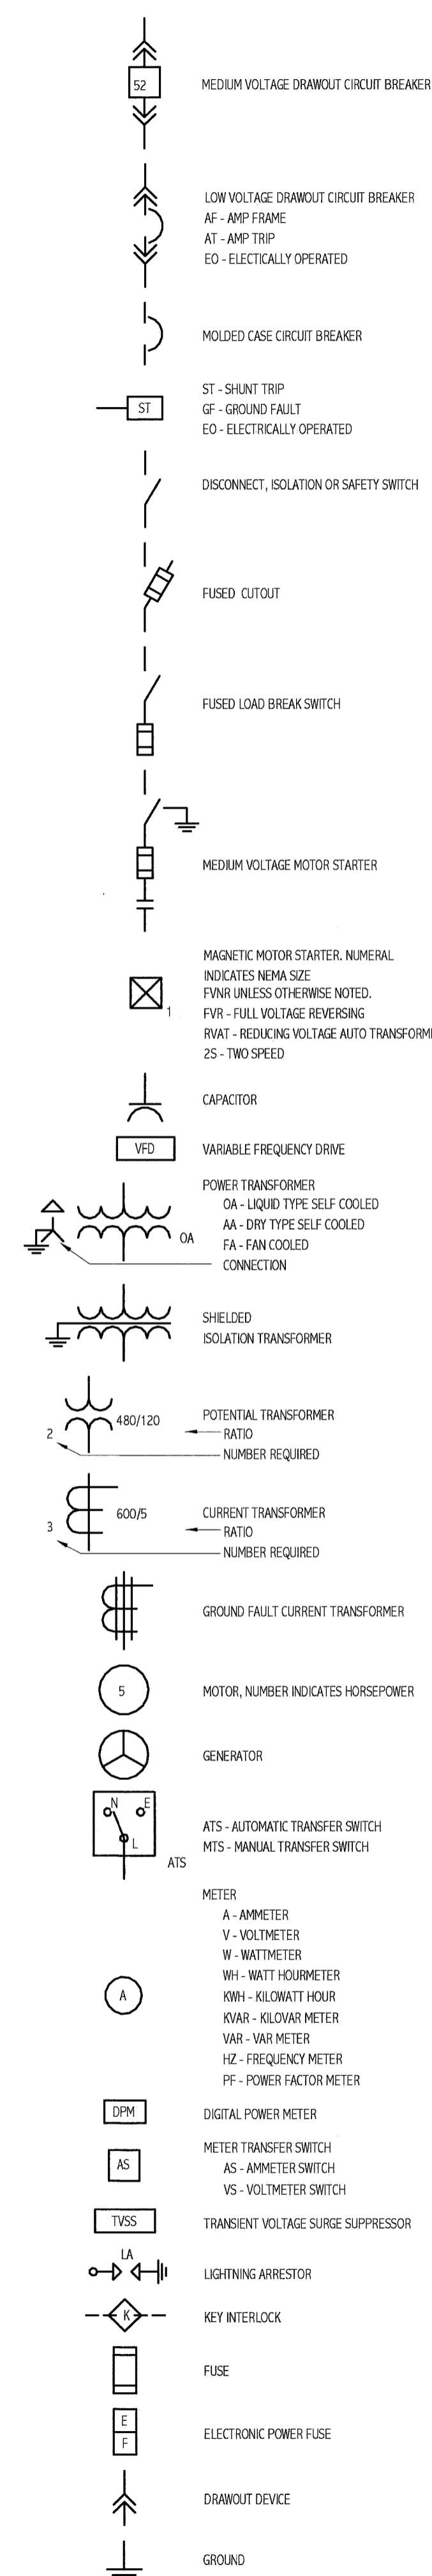 52 MEDIUM VOLTAGE DRAWOUT CIRCUIT BREAKER
LOW VOLTAGE DRAWOUT CIRCUIT BREAKER
AF - AMP FRAME
AT - AMP TRIP
EO - ELECTICALLY OPERATED
MOLDED CASE CIRCUIT BREAKER
ST - SHUNT TRIP
ST GF - GROUND FAULT
EO - ELECTRICALLY OPERATED
DISCONNECT, ISOLATION OR SAFETY SWITCH
FUSED CUTOUT
FUSED LOAD BREAK SWITCH
MEDIUM VOLTAGE MOTOR STARTER
MAGNETIC MOTOR STARTER. NUMERAL
INDICATES NEMA SIZE
FVNR UNLESS OTHERWISE NOTED.
1 FVR - FULL VOLTAGE REVERSING
RVAT - REDUCING VOLTAGE AUTO TRANSFORM
2S - TWO SPEED
CAPACITOR
VFD VARIABLE FREQUENCY DRIVE
POWER TRANSFORMER
OA - LIQUID TYPE SELF COOLED
AA - DRY TYPE SELF COOLED
OA FA - FAN COOLED
CONNECTION
SHIELDED
ISOLATION TRANSFORMER
480/120 POTENTIAL TRANSFORMER
2 RATIO
NUMBER REQUIRED
600/5 CURRENT TRANSFORMER
3 RATIO
NUMBER REQUIRED
GROUND FAULT CURRENT TRANSFORMER
5 MOTOR, NUMBER INDICATES HORSEPOWER
GENERATOR
N E
ATS - AUTOMATIC TRANSFER SWITCH
L MTS - MANUAL TRANSFER SWITCH
ATS
METER
A - AMMETER
V - VOLTMETER
W - WATTMETER
WH - WATT HOURMETER
A KWH - KILOWATT HOUR
KVAR - KILOVAR METER
VAR - VAR METER
HZ - FREQUENCY METER
PF - POWER FACTOR METER
DPM DIGITAL POWER METER
METER TRANSFER SWITCH
AS AS - AMMETER SWITCH
VS - VOLTMETER SWITCH
TVSS TRANSIENT VOLTAGE SURGE SUPPRESSOR
LA
LIGHTNING ARRESTOR
K KEY INTERLOCK
FUSE
E
F ELECTRONIC POWER FUSE
DRAWOUT DEVICE
GROUND